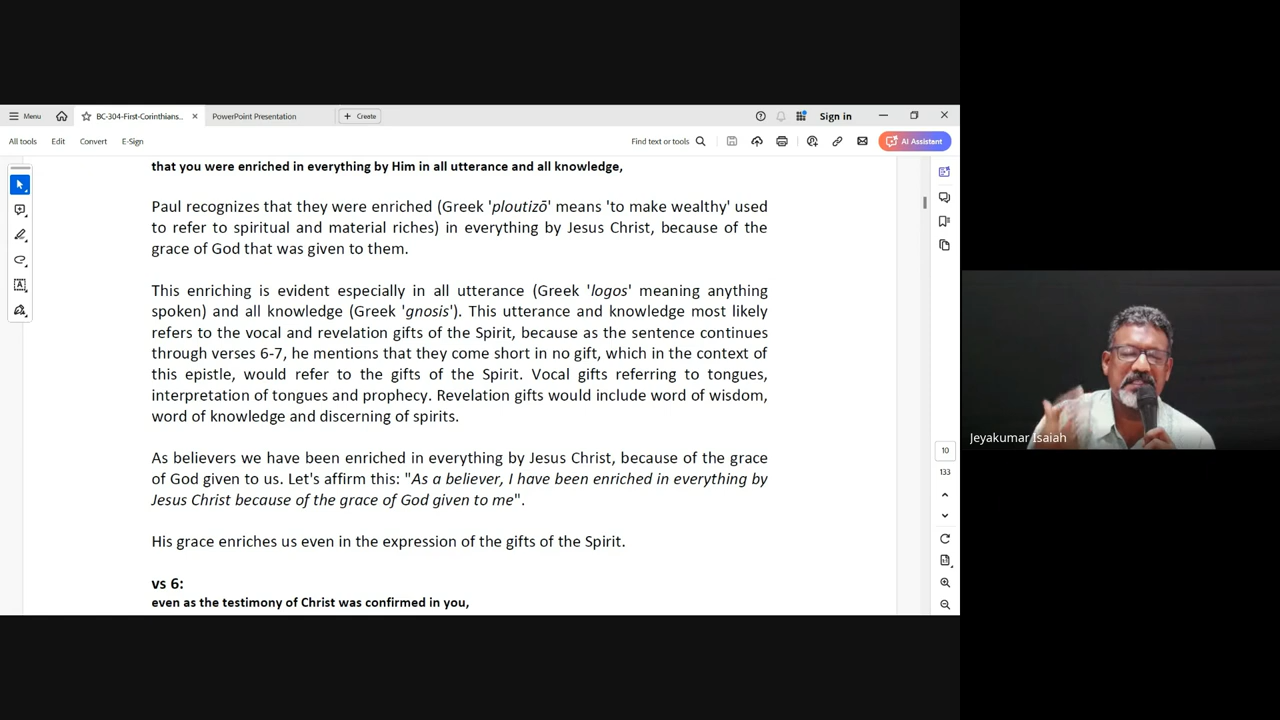 Menu
BC-304-First-Corinthians..
PowerPoint Presentation
Create
Sign in
All tools
Edit
Convert
E-Sign
Find text or tools
AI Assistant
that you were enriched in everything by Him in all utterance and all knowledge,
Paul recognizes that they were enriched (Greek 'ploutizō' means 'to make wealthy' used
to refer to spiritual and material riches) in everything by Jesus Christ, because of the
grace of God that was given to them.
This enriching is evident especially in all utterance (Greek 'logos' meaning anything
spoken) and all knowledge (Greek 'gnosis'). This utterance and knowledge most likely
refers to the vocal and revelation gifts of the Spirit, because as the sentence continues
through verses 6-7, he mentions that they come short in no gift, which in the context of
this epistle, would refer to the gifts of the Spirit. Vocal gifts referring to tongues,
interpretation of tongues and prophecy. Revelation gifts would include word of wisdom,
word of knowledge and discerning of spirits.
As believers we have been enriched in everything by Jesus Christ, because of the grace
of God given to us. Let's affirm this: "As a believer, I have been enriched in everything by
Jesus Christ because of the grace of God given to me".
His grace enriches us even in the expression of the gifts of the Spirit.
vs 6:
even as the testimony of Christ was confirmed in you,
10
133
Jeyakumar Isaiah